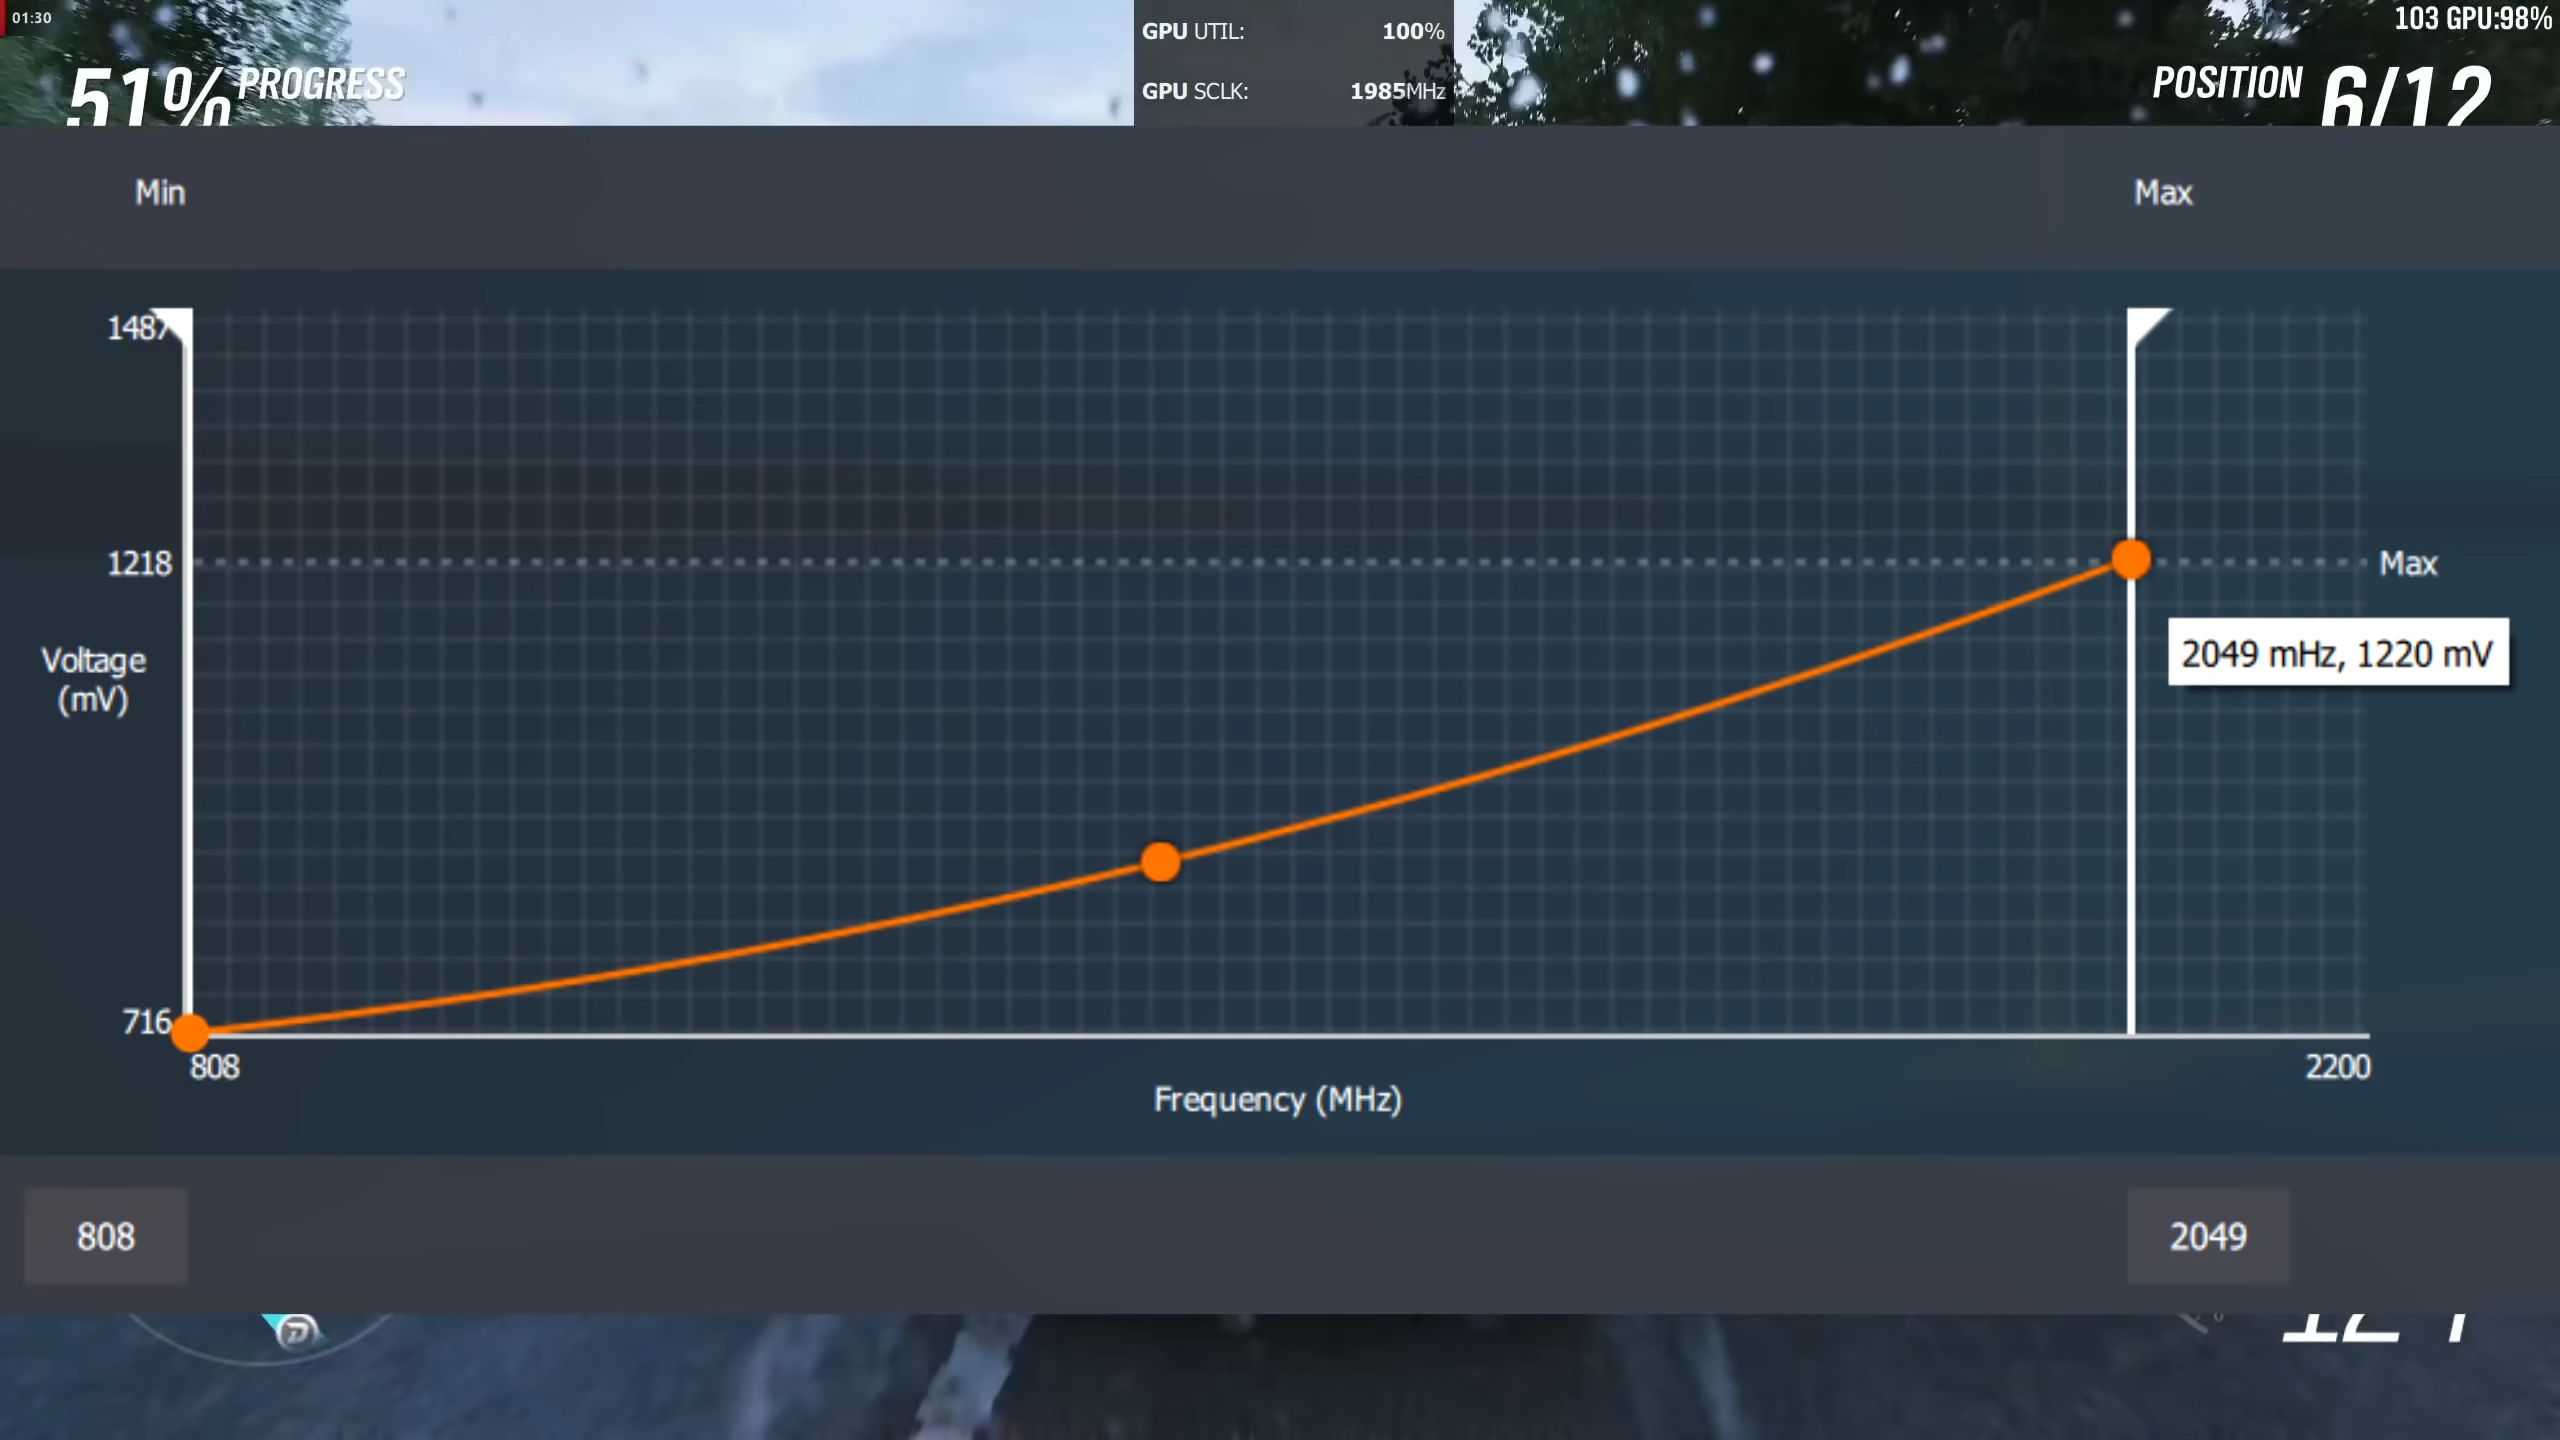 01:30
GPU UTIL: 100%
103 GPU:98%
51% PROGRESS
GPU SCLK: 1985MHz
POSITION 6/12
Min
Max
1487
1218
Max
Voltage
(mV)
2049 mHz, 1220 mV
716
808
2200
Frequency (MHz)
808
2049
D